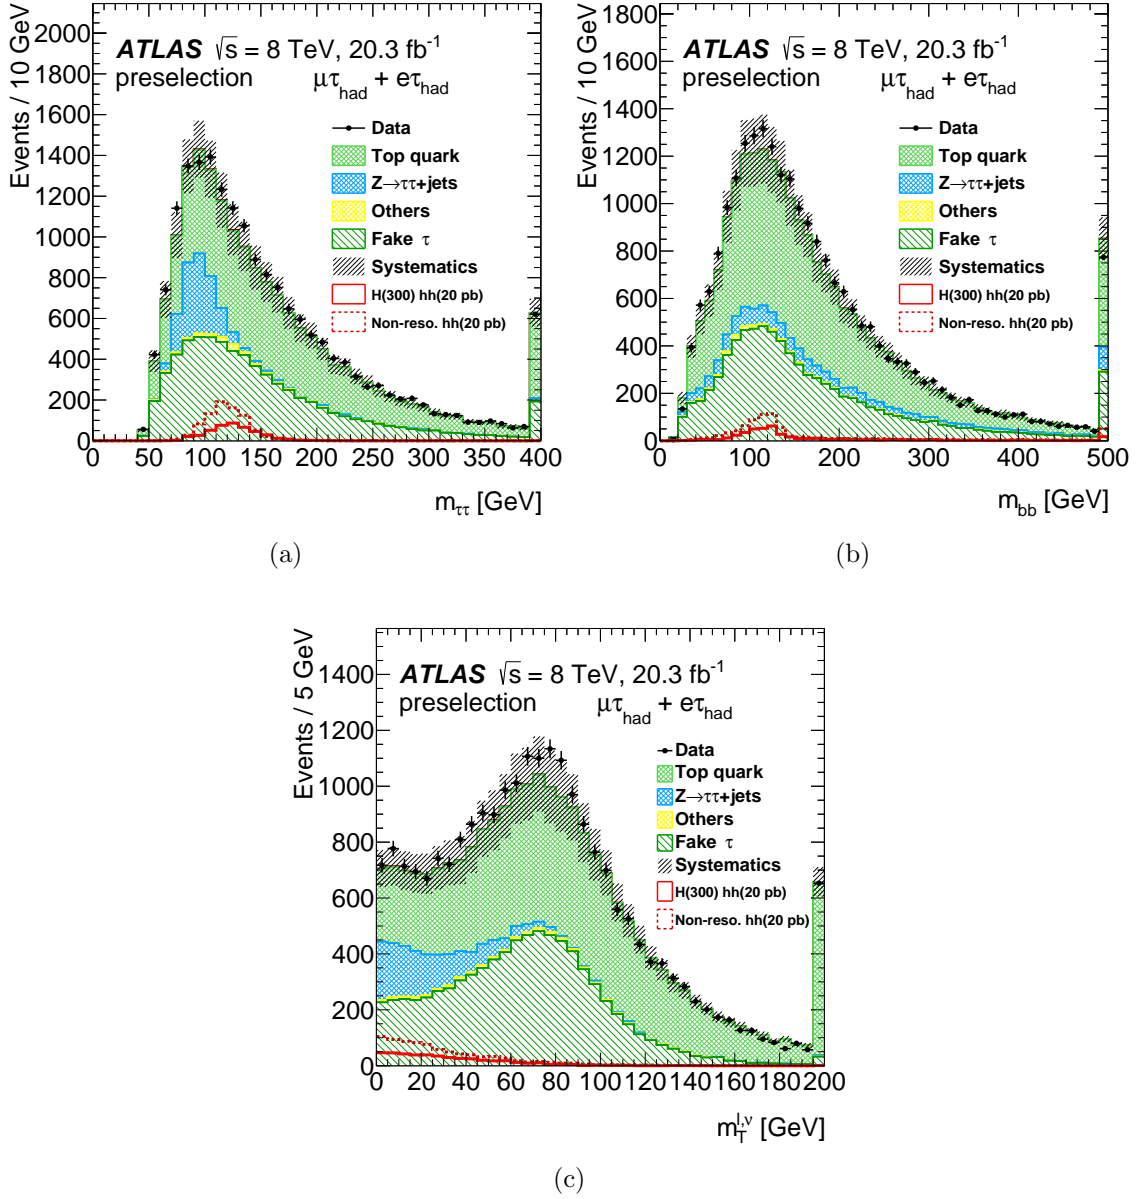 Events / 10 GeV
2000
1800
1600
1400
1200
1000
800
600
400
200
0
ATLAS √s = 8 TeV, 20.3 fb⁻¹
preselection μτhad + eτhad
Data
Top quark
Z→ττ+jets
Others
Fake τ
Systematics
H(300) hh(20 pb)
Non-reso. hh(20 pb)
0 50 100 150 200 250 300 350 400
mττ [GeV]
(a)
Events / 10 GeV
1800
1600
1400
1200
1000
800
600
400
200
0
ATLAS √s = 8 TeV, 20.3 fb⁻¹
preselection μτhad + eτhad
Data
Top quark
Z→ττ+jets
Others
Fake τ
Systematics
H(300) hh(20 pb)
Non-reso. hh(20 pb)
0 100 200 300 400 500
mbb [GeV]
(b)
Events / 5 GeV
1400
1200
1000
800
600
400
200
0
ATLAS √s = 8 TeV, 20.3 fb⁻¹
preselection μτhad + eτhad
Data
Top quark
Z→ττ+jets
Others
Fake τ
Systematics
H(300) hh(20 pb)
Non-reso. hh(20 pb)
0 20 40 60 80 100 120 140 160 180 200
mT^l,ν [GeV]
(c)